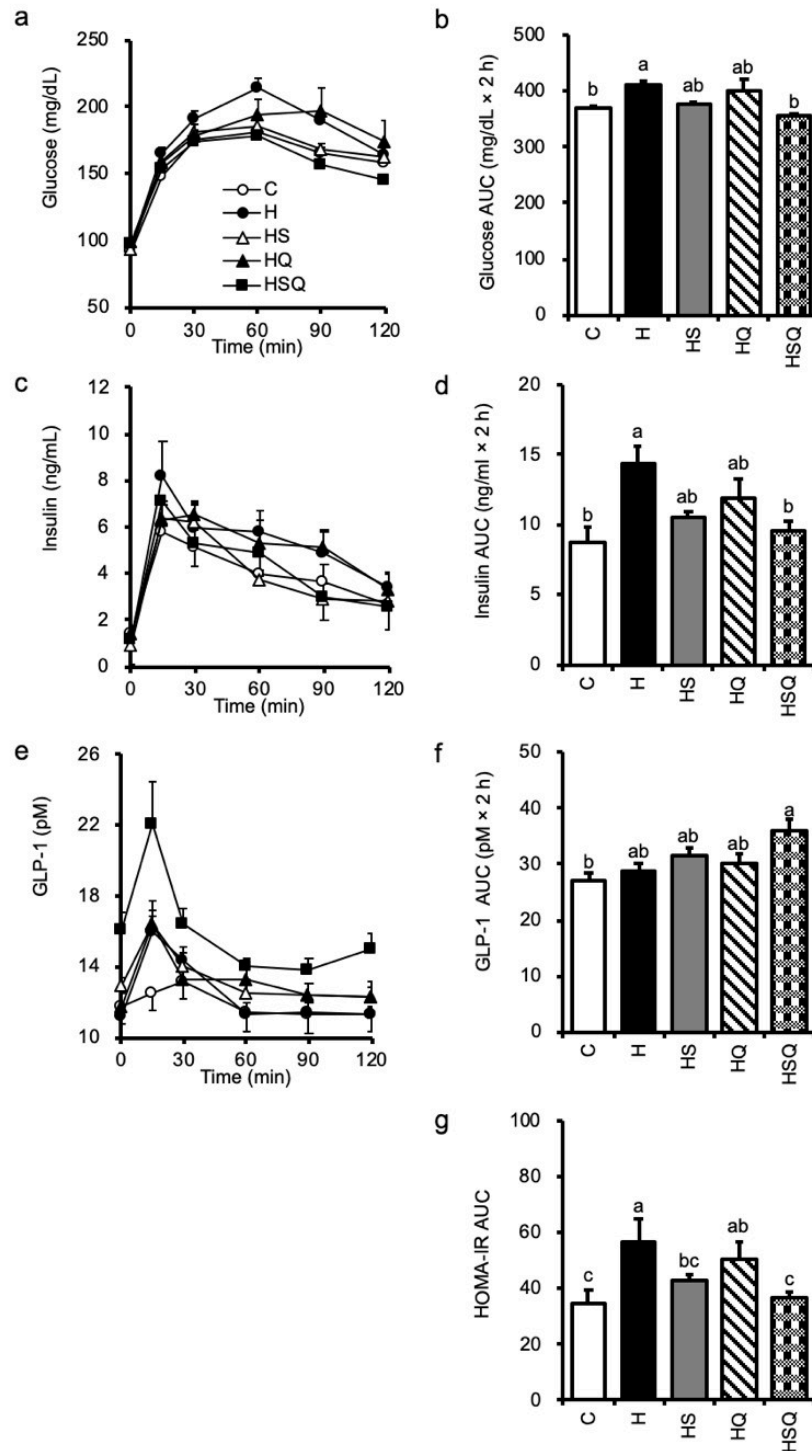 a
Glucose (mg/dL)
250
200
150
100
50
0
30
60
90
120
Time (min)
C
H
HS
HQ
HSQ
b
Glucose AUC (mg/dL × 2 h)
500
400
300
200
100
0
b
a
ab
ab
b
C
H
HS
HQ
HSQ
c
Insulin (ng/mL)
12
10
8
6
4
2
0
0
30
60
90
120
Time (min)
d
Insulin AUC (ng/ml × 2 h)
20
15
10
5
0
b
a
ab
ab
b
C
H
HS
HQ
HSQ
e
GLP-1 (pM)
26
22
18
14
10
0
30
60
90
120
Time (min)
f
GLP-1 AUC (pM × 2 h)
50
40
30
20
10
0
b
ab
ab
ab
a
C
H
HS
HQ
HSQ
g
HOMA-IR AUC
100
80
60
40
20
0
c
a
bc
ab
c
C
H
HS
HQ
HSQ